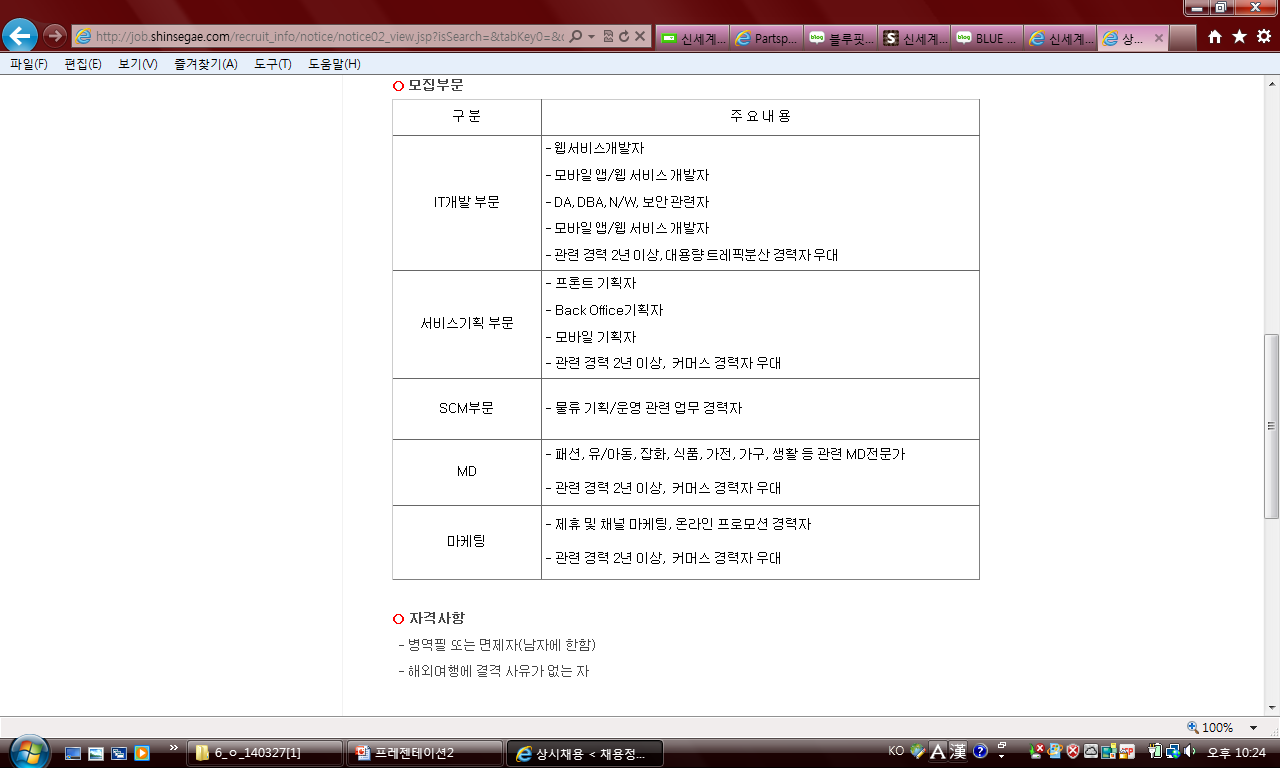 http://job.shinsegae.com/recruit_info/notice/notice02_view.jsp?isSearch=&tabKey0=&
신세계...
Partsp...
블루핏...
신세계...
BLUE ...
신세계...
상...
파일(F) 편집(E) 보기(V) 즐겨찾기(A) 도구(T) 도움말(H)
모집부문
구 분 주 요 내 용
IT개발 부문
- 웹서비스개발자
- 모바일 앱/웹 서비스 개발자
- DA, DBA, N/W, 보안 관련자
- 모바일 앱/웹 서비스 개발자
- 관련 경력 2년 이상, 대용량 트레픽분산 경력자 우대
서비스기획 부문
- 프론트 기획자
- Back Office기획자
- 모바일 기획자
- 관련 경력 2년 이상, 커머스 경력자 우대
SCM부문
- 물류 기획/운영 관련 업무 경력자
MD
- 패션, 유/아동, 잡화, 식품, 가전, 가구, 생활 등 관련 MD전문가
- 관련 경력 2년 이상, 커머스 경력자 우대
마케팅
- 제휴 및 채널 마케팅, 온라인 프로모션 경력자
- 관련 경력 2년 이상, 커머스 경력자 우대
자격사항
- 병역필 또는 면제자(남자에 한함)
- 해외여행에 결격 사유가 없는 자
100%
6_o_140327[1]
프레젠테이션2
상시채용 < 채용정...
KO
A 漢
오후 10:24